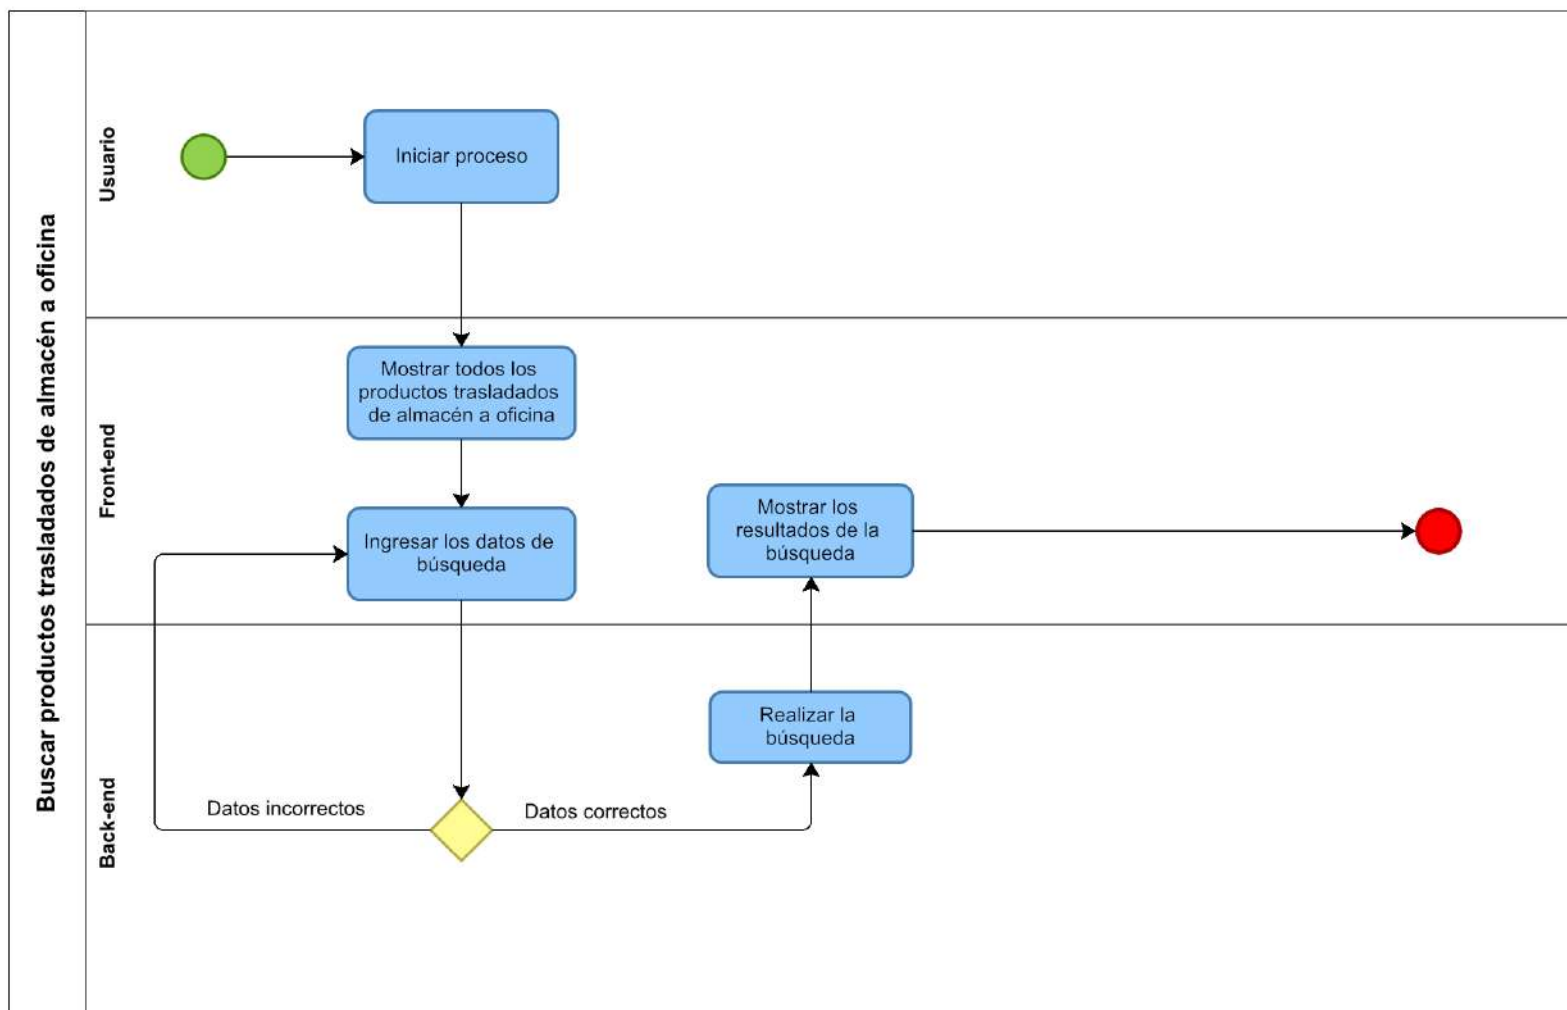 Buscar productos trasladados de almacén a oficina
Usuario
Iniciar proceso
Front-end
Mostrar todos los
productos trasladados
de almacén a oficina
Ingresar los datos de
búsqueda
Mostrar los
resultados de la
búsqueda
Back-end
Realizar la
búsqueda
Datos incorrectos
Datos correctos